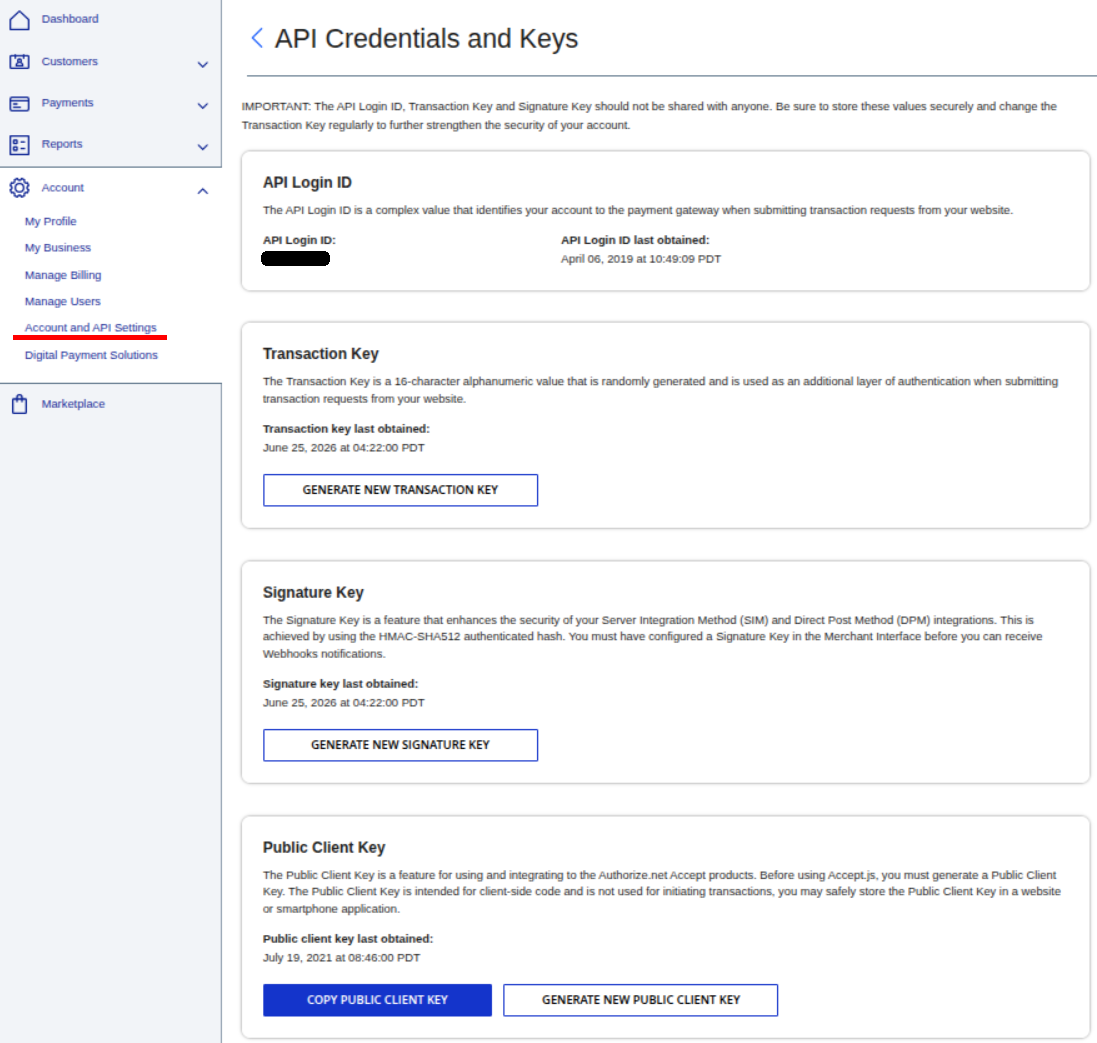 Dashboard
Customers
Payments
Reports
Account
My Profile
My Business
Manage Billing
Manage Users
Account and API Settings
Digital Payment Solutions
Marketplace
API Credentials and Keys
IMPORTANT: The API Login ID, Transaction Key and Signature Key should not be shared with anyone. Be sure to store these values securely and change the
Transaction Key regularly to further strengthen the security of your account.
API Login ID
The API Login ID is a complex value that identifies your account to the payment gateway when submitting transaction requests from your website.
API Login ID:
API Login ID last obtained:
April 06, 2019 at 10:49:09 PDT
Transaction Key
The Transaction Key is a 16-character alphanumeric value that is randomly generated and is used as an additional layer of authentication when submitting
transaction requests from your website.
Transaction key last obtained:
June 25, 2026 at 04:22:00 PDT
GENERATE NEW TRANSACTION KEY
Signature Key
The Signature Key is a feature that enhances the security of your Server Integration Method (SIM) and Direct Post Method (DPM) integrations. This is
achieved by using the HMAC-SHA512 authenticated hash. You must have configured a Signature Key in the Merchant Interface before you can receive
Webhooks notifications.
Signature key last obtained:
June 25, 2026 at 04:22:00 PDT
GENERATE NEW SIGNATURE KEY
Public Client Key
The Public Client Key is a feature for using and integrating to the Authorize.net Accept products. Before using Accept.js, you must generate a Public Client
Key. The Public Client Key is intended for client-side code and is not used for initiating transactions, you may safely store the Public Client Key in a website
or smartphone application.
Public client key last obtained:
July 19, 2021 at 08:46:00 PDT
COPY PUBLIC CLIENT KEY
GENERATE NEW PUBLIC CLIENT KEY